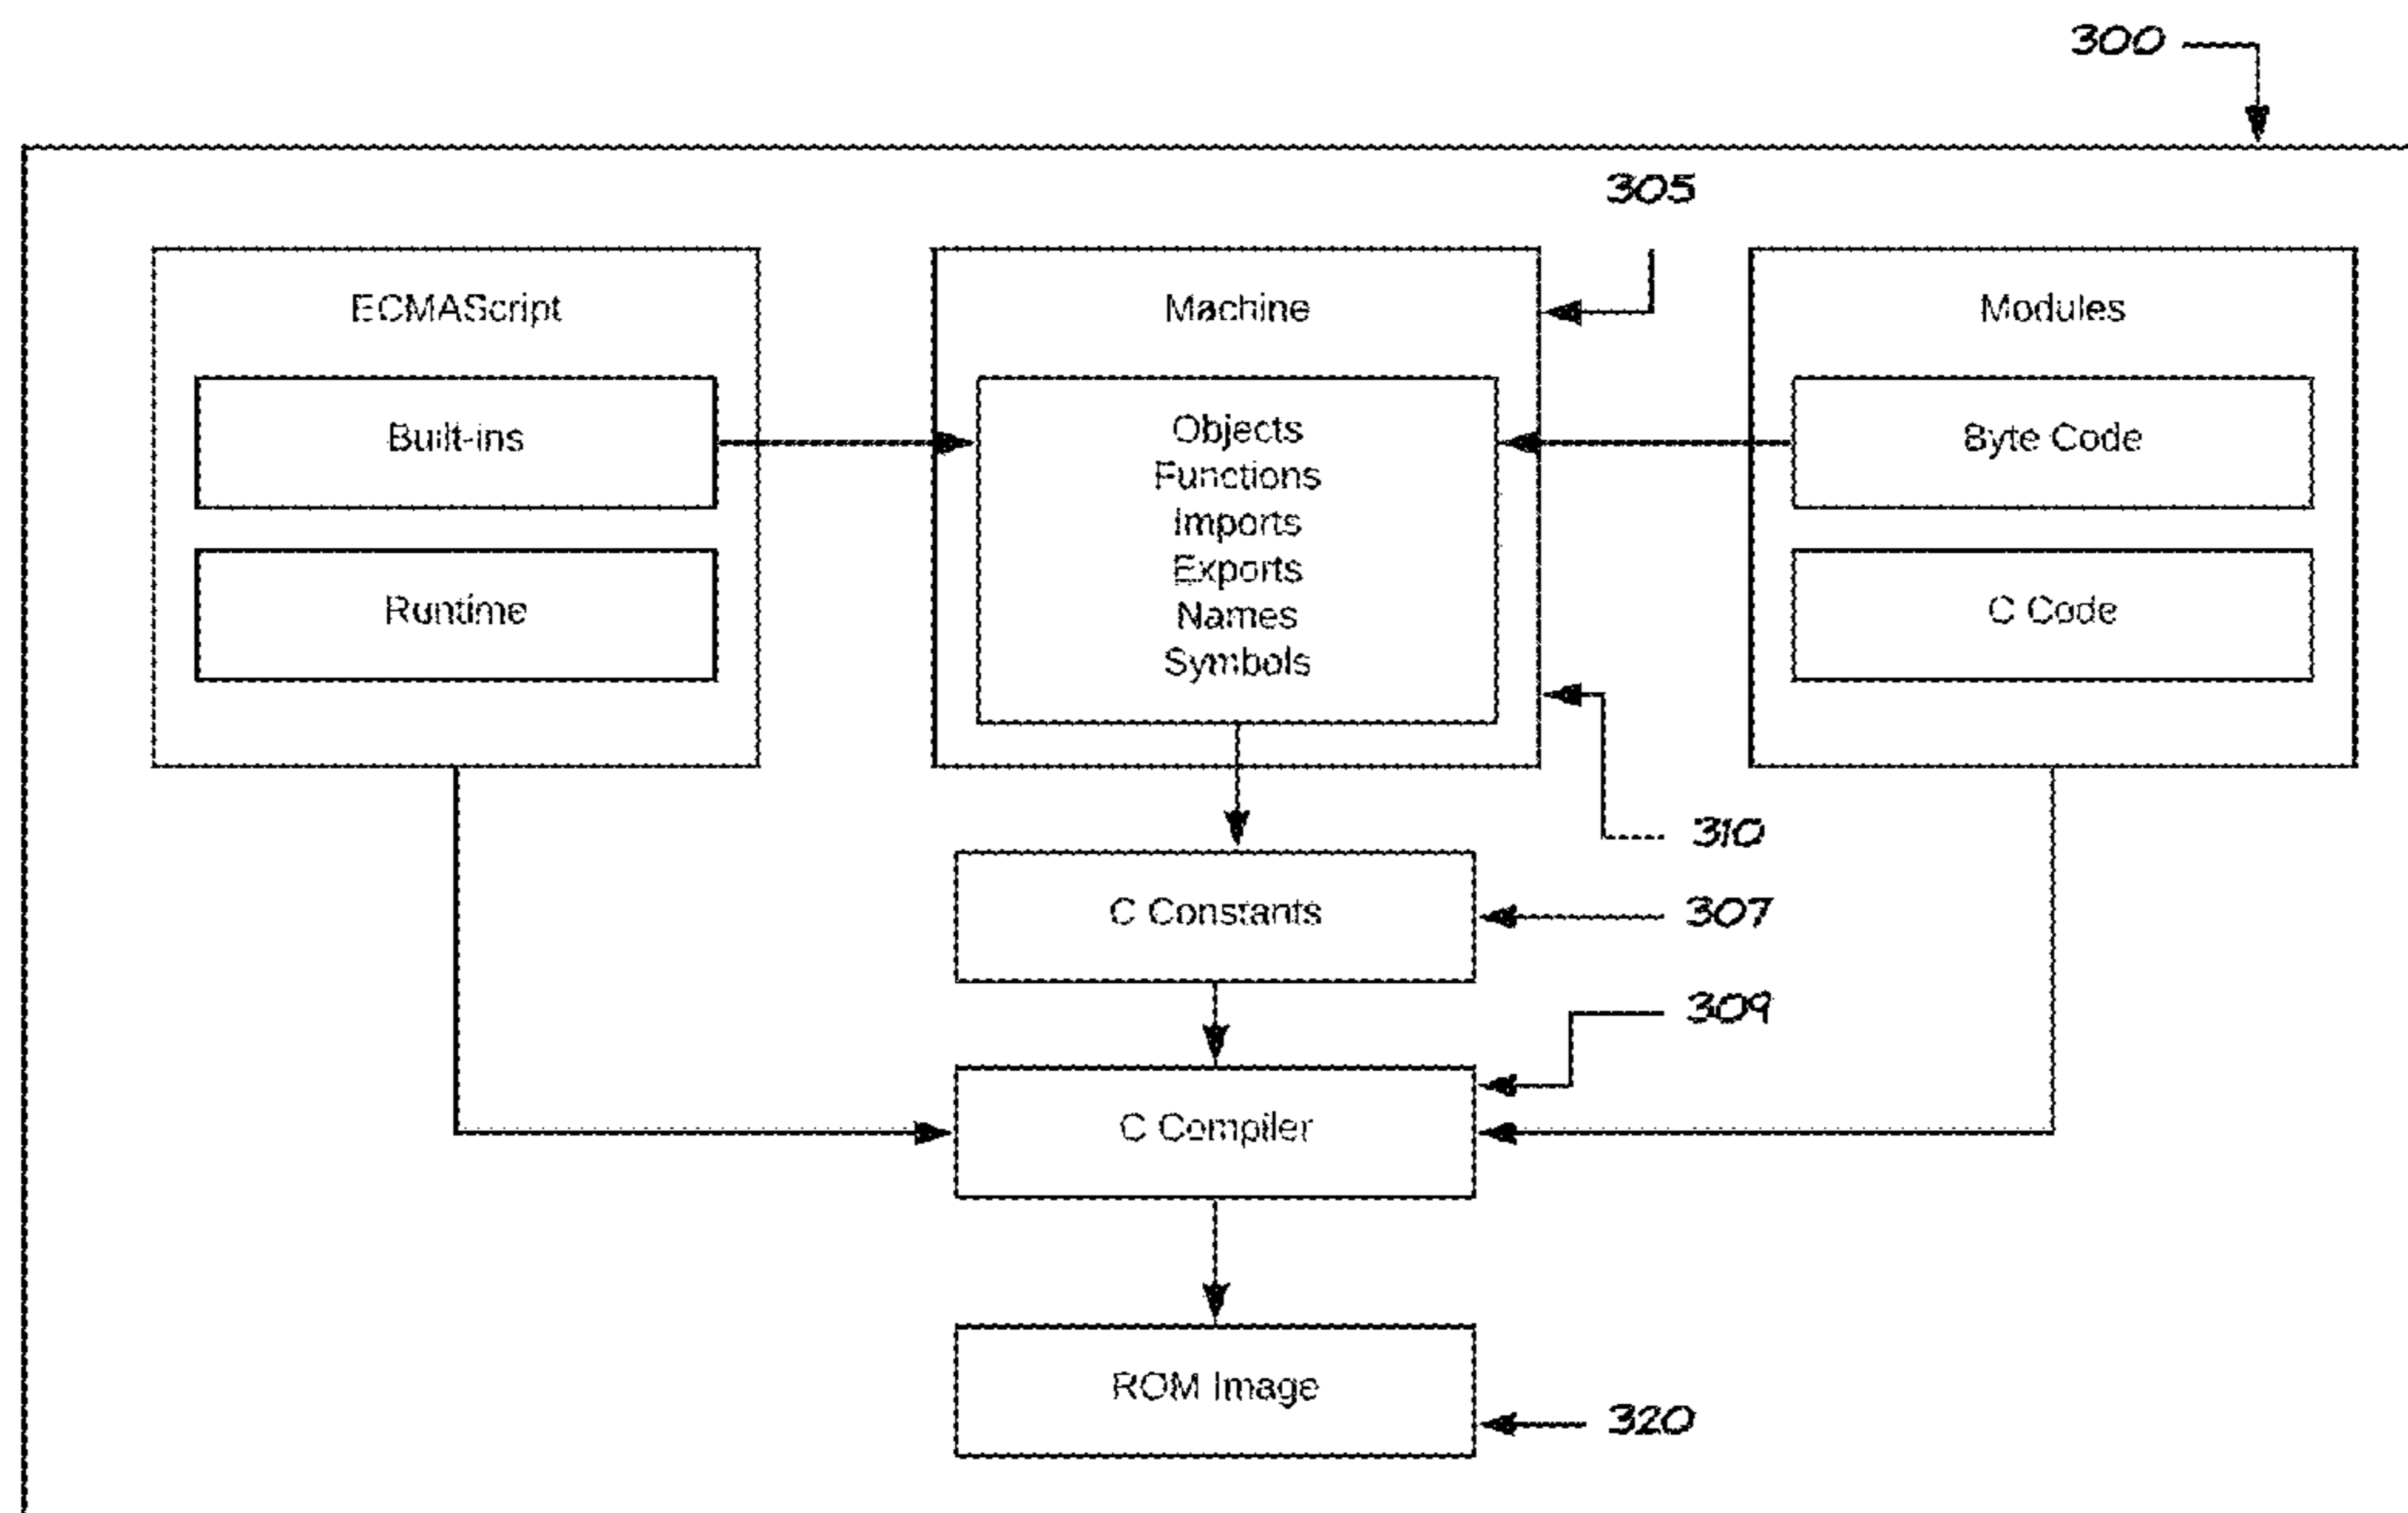 300
305
ECMAScript
Machine
Modules
Built-ins
Objects
Functions
Imports
Exports
Names
Symbols
Byte Code
Runtime
C Code
310
C Constants
307
309
C Compiler
ROM Image
320